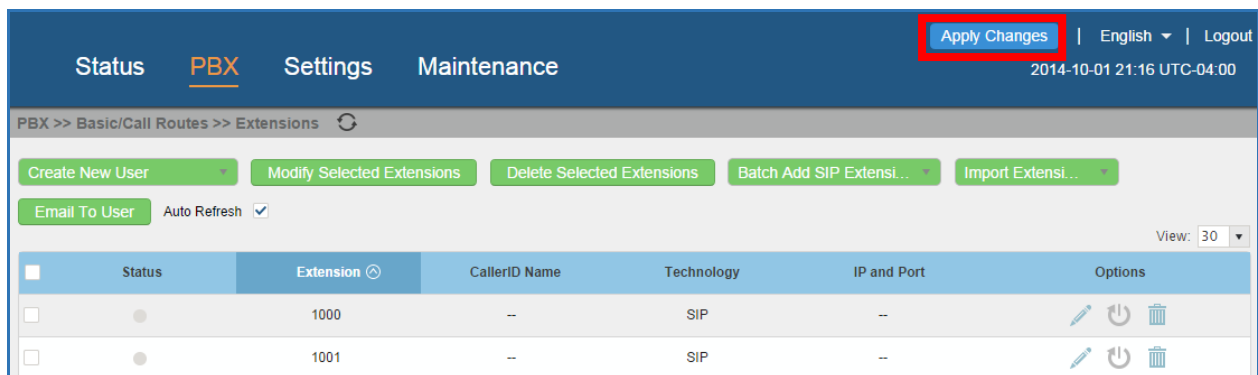 Apply Changes | English | Logout
Status PBX Settings Maintenance
2014-10-01 21:16 UTC-04:00
PBX >> Basic/Call Routes >> Extensions
Create New User Modify Selected Extensions Delete Selected Extensions Batch Add SIP Extensi... Import Extensi...
Email To User Auto Refresh
View: 30
Status Extension CallerID Name Technology IP and Port Options
1000 -- SIP --
1001 -- SIP --